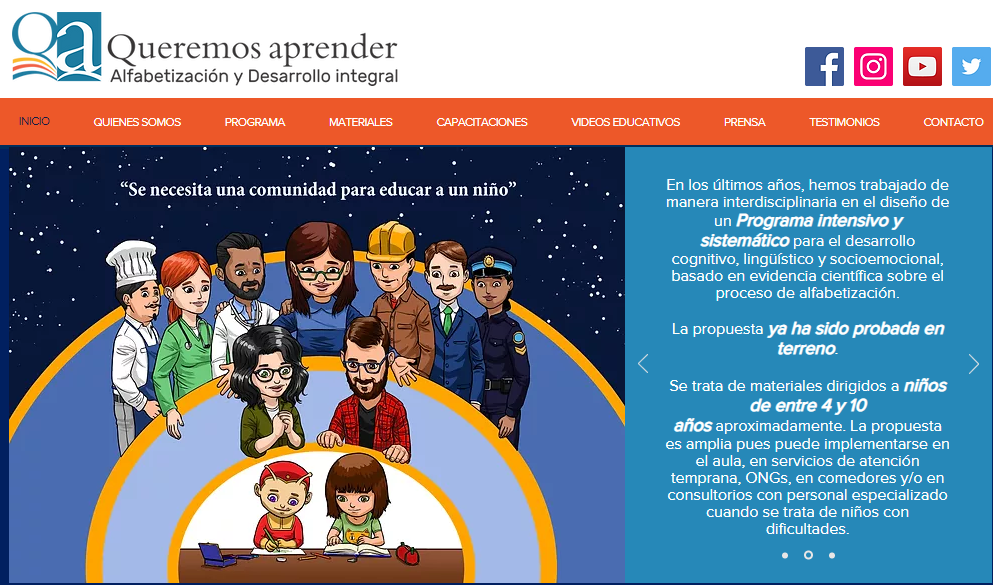 Qa Queremos aprender
Alfabetización y Desarrollo integral
INICIO QUIENES SOMOS PROGRAMA MATERIALES CAPACITACIONES VIDEOS EDUCATIVOS PRENSA TESTIMONIOS CONTACTO
“Se necesita una comunidad para educar a un niño”
En los últimos años, hemos trabajado de
manera interdisciplinaria en el diseño de
un Programa intensivo y
sistemático para el desarrollo
cognitivo, lingüístico y socioemocional,
basado en evidencia científica sobre el
proceso de alfabetización.
La propuesta ya ha sido probada en
terreno.
Se trata de materiales dirigidos a niños
de entre 4 y 10
años aproximadamente. La propuesta
es amplia pues puede implementarse en
el aula, en servicios de atención
temprana, ONGs, en comedores y/o en
consultorios con personal especializado
cuando se trata de niños con
dificultades.